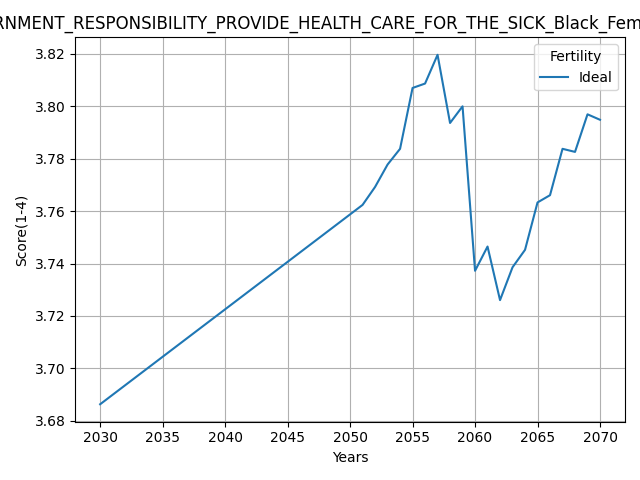 RNMENT_RESPONSIBILITY_PROVIDE_HEALTH_CARE_FOR_THE_SICK_Black_Fem
Fertility
Ideal
Score(1-4)
3.82
3.80
3.78
3.76
3.74
3.72
3.70
3.68
2030 2035 2040 2045 2050 2055 2060 2065 2070
Years